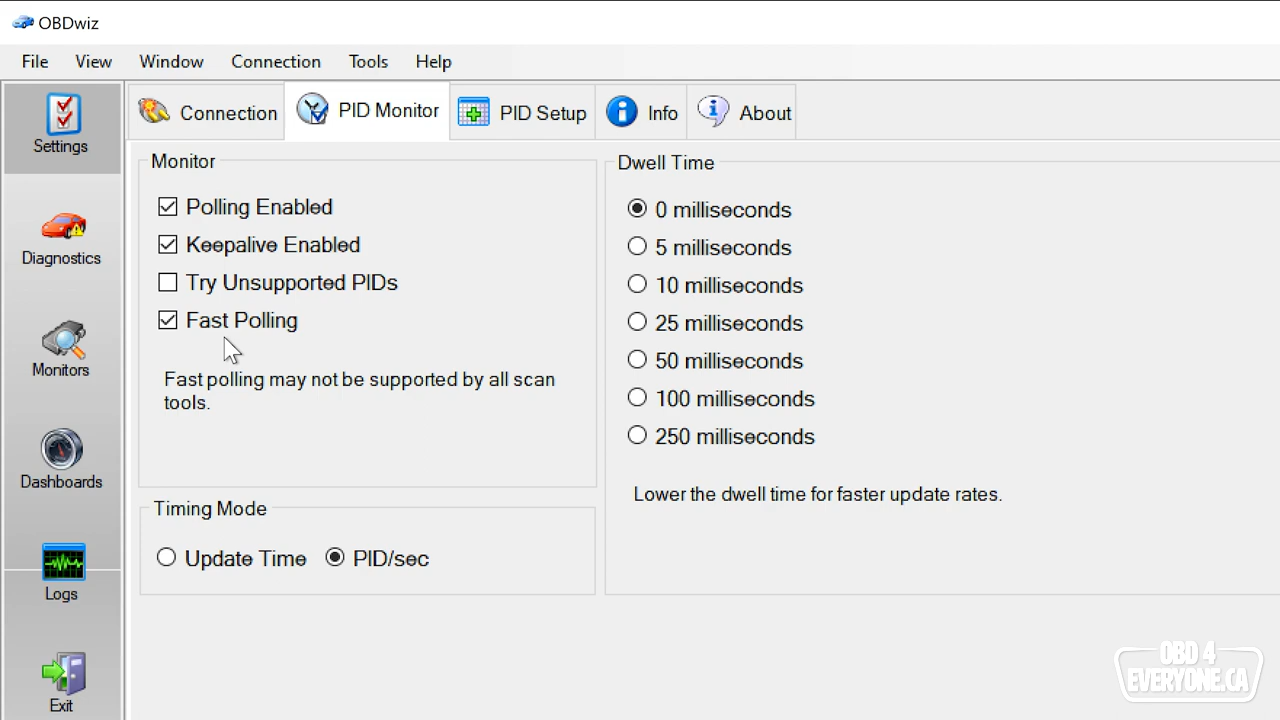 OBDwiz
File View Window Connection Tools Help
Settings
Diagnostics
Monitors
Dashboards
Logs
Exit
Connection PID Monitor PID Setup Info About
Monitor
Polling Enabled
Keepalive Enabled
Try Unsupported PIDs
Fast Polling
Fast polling may not be supported by all scan
tools.
Timing Mode
Update Time PID/sec
Dwell Time
0 milliseconds
5 milliseconds
10 milliseconds
25 milliseconds
50 milliseconds
100 milliseconds
250 milliseconds
Lower the dwell time for faster update rates.
OBD 4
EVERYONE.CA